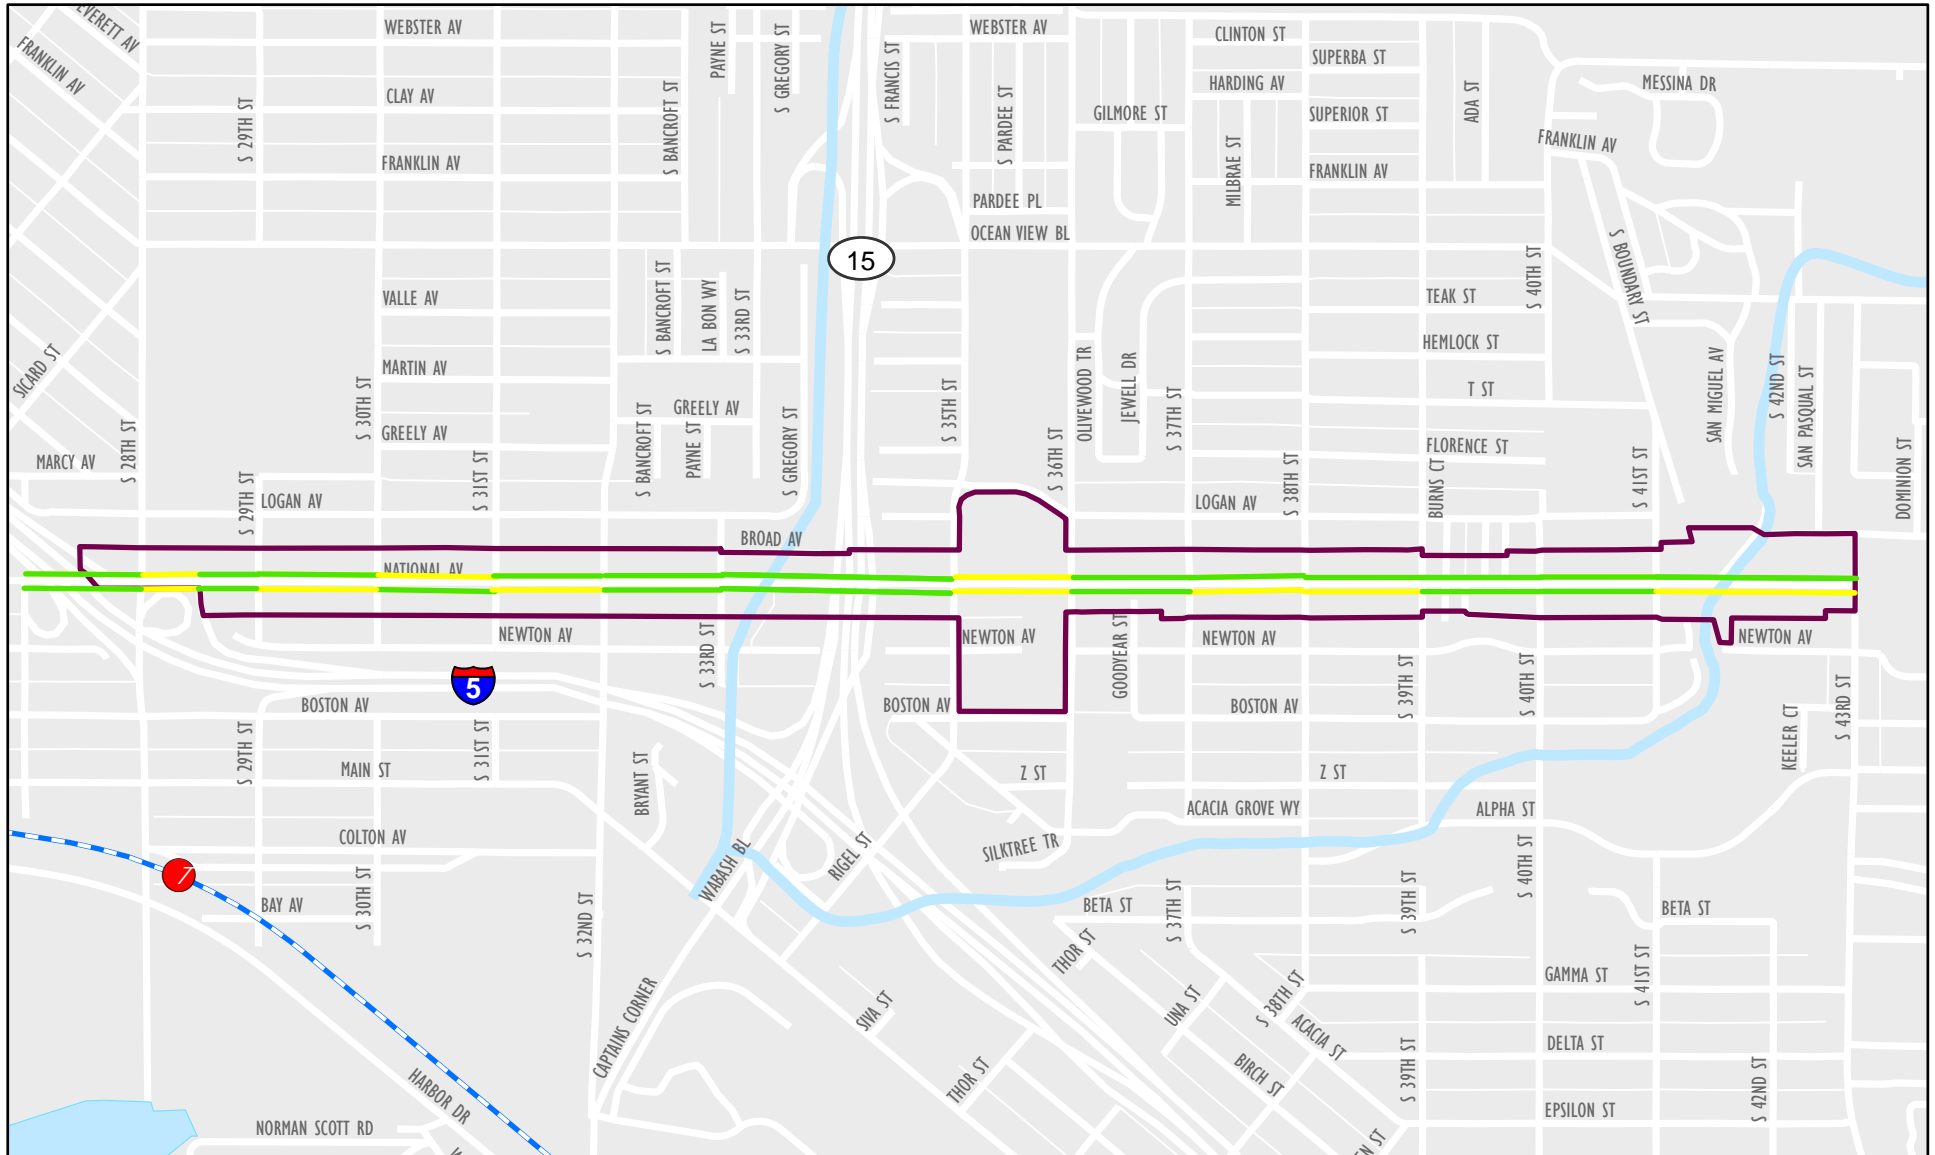 EVERETT AV
WEBSTER AV
PAYNE ST
S GREGORY ST
S FRANCIS ST
WEBSTER AV
CLINTON ST
SUPERBA ST
FRANKLIN AV
CLAY AV
S 29TH ST
S BANCROFT ST
S PARDEE ST
GILMORE ST
HARDING AV
SUPERIOR ST
ADA ST
MESSINA DR
FRANKLIN AV
FRANKLIN AV
MILBRAE ST
FRANKLIN AV
PARDEE PL
OCEAN VIEW BL
15
S BOUNDARY ST
S 40TH ST
VALLE AV
S BANCROFT ST
LA BON WY
S 33RD ST
TEAK ST
HEMLOCK ST
SICARD ST
MARTIN AV
S 30TH ST
S 35TH ST
OLIVEWOOD TR
JEWELL DR
S 37TH ST
T ST
SAN MIGUEL AV
S 42ND ST
SAN PASQUAL ST
GREELY AV
GREELY AV
S BANCROFT ST
PAYNE ST
S GREGORY ST
S 36TH ST
FLORENCE ST
MARCY AV
S 28TH ST
S 29TH ST
LOGAN AV
S 31ST ST
LOGAN AV
S 38TH ST
BURNS CT
S 41ST ST
DOMINION ST
BROAD AV
NATIONAL AV
NEWTON AV
S 33RD ST
NEWTON AV
GOODYEAR ST
NEWTON AV
S 39TH ST
S 40TH ST
NEWTON AV
S 43RD ST
5
BOSTON AV
BOSTON AV
BOSTON AV
KEELER CT
S 29TH ST
MAIN ST
S 31ST ST
BRYANT ST
Z ST
Z ST
ACACIA GROVE WY
ALPHA ST
COLTON AV
WABASH BL
RIGEL ST
SILKTREE TR
7
S 30TH ST
BAY AV
S 32ND ST
BETA ST
S 37TH ST
S 39TH ST
S 40TH ST
BETA ST
THOR ST
S 41ST ST
GAMMA ST
CAPTAINS CORNER
SIVA ST
UNA ST
S 38TH ST
ACACIA ST
DELTA ST
HARBOR DR
THOR ST
BIRCH ST
S 39TH ST
S 42ND ST
EPSILON ST
NORMAN SCOTT RD